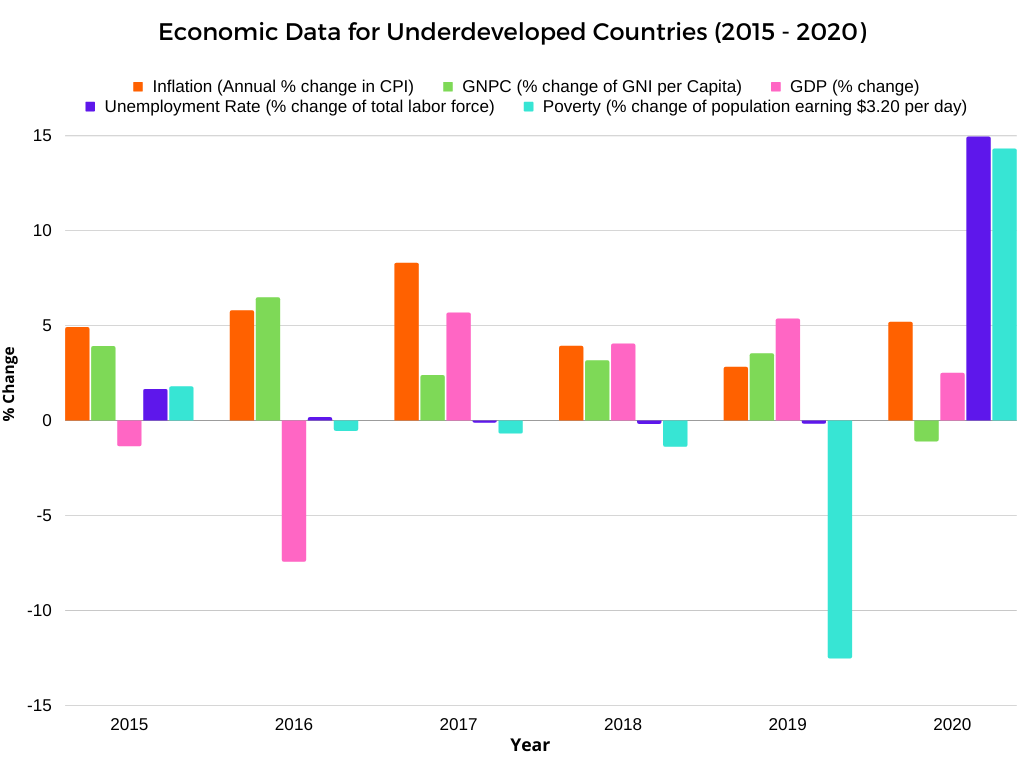 Economic Data for Underdeveloped Countries (2015 - 2020)
Inflation (Annual % change in CPI) GNPC (% change of GNI per Capita) GDP (% change)
Unemployment Rate (% change of total labor force) Poverty (% change of population earning $3.20 per day)
15
10
5
0
-5
-10
-15
% Change
2015 2016 2017 2018 2019 2020
Year